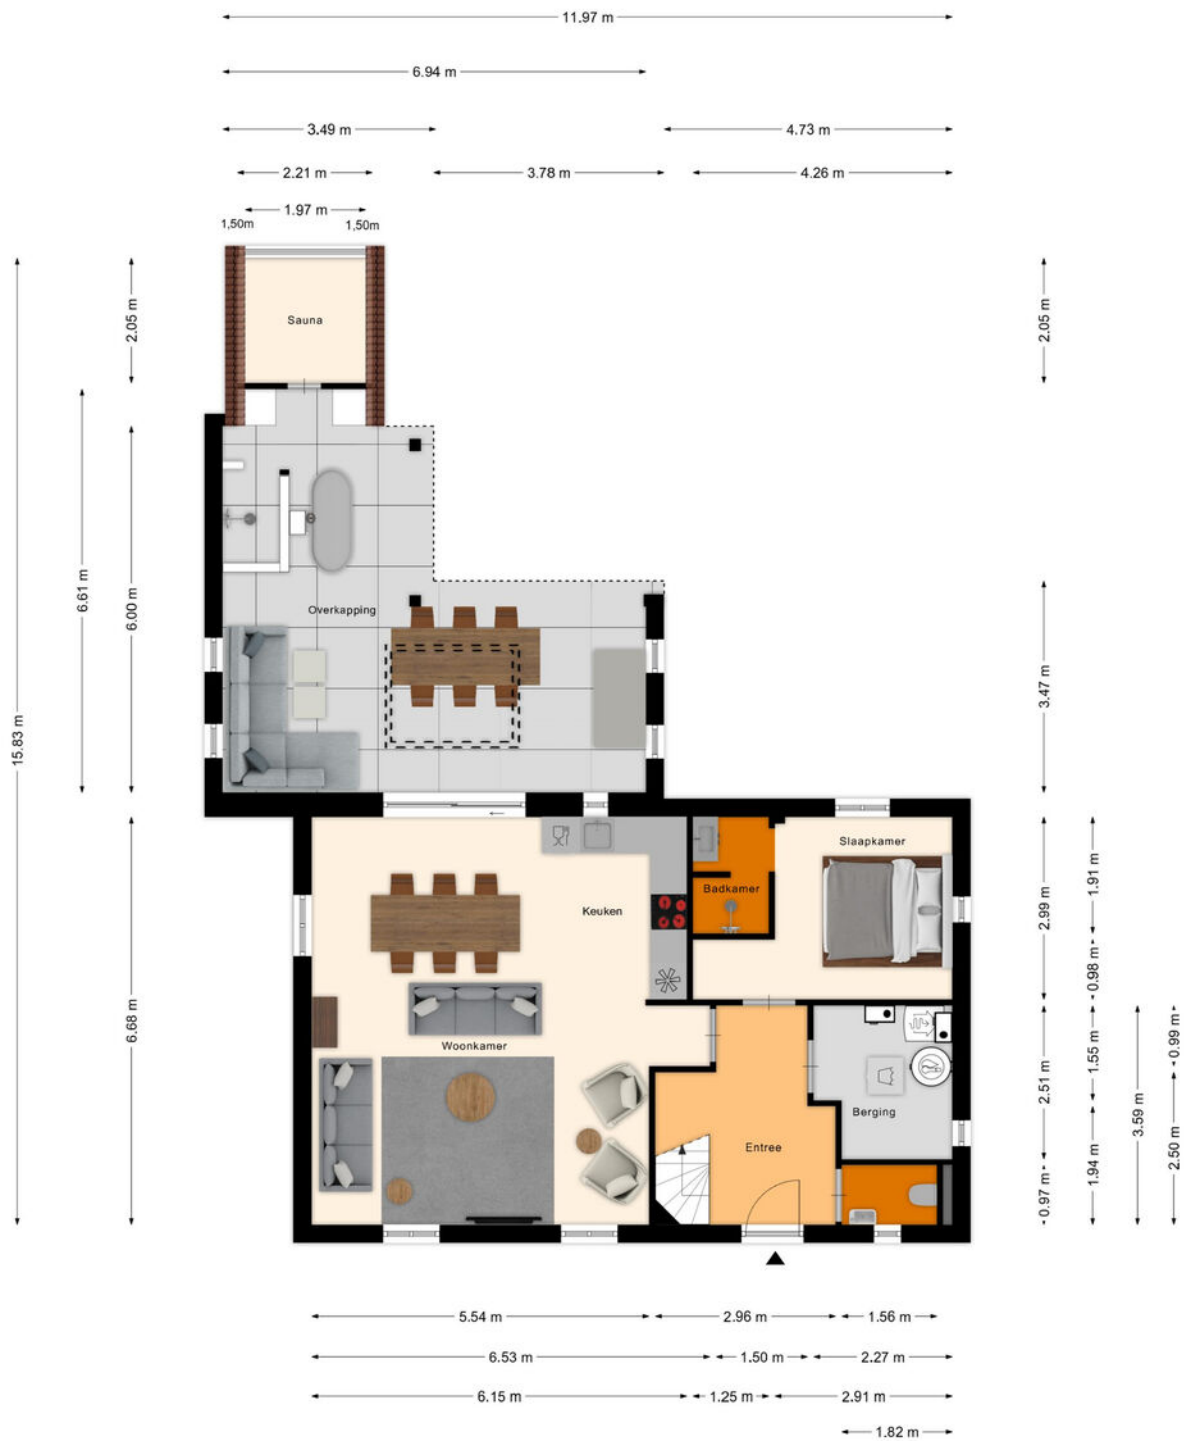 11.97 m
6.94 m
3.49 m
4.73 m
2.21 m
3.78 m
4.26 m
1.97 m
1,50m
1,50m
Sauna
2.05 m
2.05 m
6.61 m
6.00 m
15.83 m
Overkapping
3.47 m
Slaapkamer
Badkamer
Keuken
2.99 m
1.91 m
0.98 m
6.68 m
Woonkamer
Berging
Entree
2.51 m
1.55 m
0.99 m
3.59 m
0.97 m
1.94 m
2.50 m
5.54 m
2.96 m
1.56 m
6.53 m
1.50 m
2.27 m
6.15 m
1.25 m
2.91 m
1.82 m